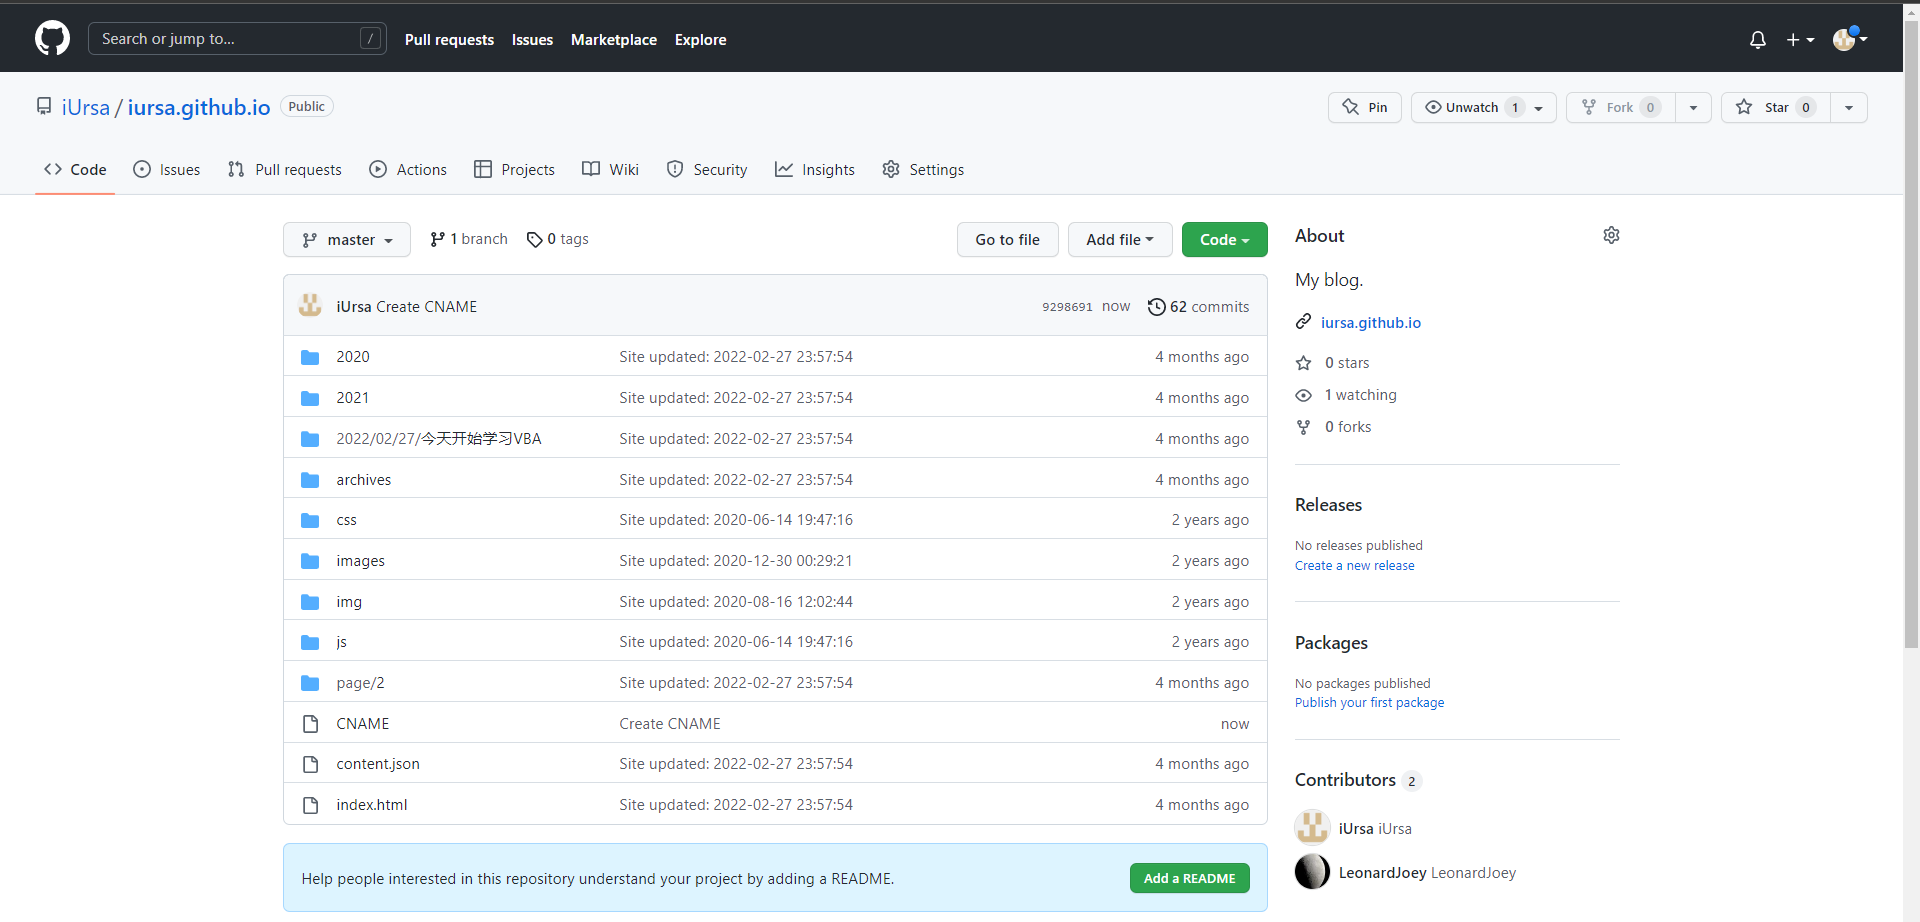 Search or jump to... /
Pull requests Issues Marketplace Explore
iUrsa / iursa.github.io Public
Pin Unwatch 1 Fork 0 Star 0
Code Issues Pull requests Actions Projects Wiki Security Insights Settings
master 1 branch 0 tags Go to file Add file Code
iUrsa Create CNAME 9298691 now 62 commits
2020 Site updated: 2022-02-27 23:57:54 4 months ago
2021 Site updated: 2022-02-27 23:57:54 4 months ago
2022/02/27/今天开始学习VBA Site updated: 2022-02-27 23:57:54 4 months ago
archives Site updated: 2022-02-27 23:57:54 4 months ago
css Site updated: 2020-06-14 19:47:16 2 years ago
images Site updated: 2020-12-30 00:29:21 2 years ago
img Site updated: 2020-08-16 12:02:44 2 years ago
js Site updated: 2020-06-14 19:47:16 2 years ago
page/2 Site updated: 2022-02-27 23:57:54 4 months ago
CNAME Create CNAME now
content.json Site updated: 2022-02-27 23:57:54 4 months ago
index.html Site updated: 2022-02-27 23:57:54 4 months ago
Help people interested in this repository understand your project by adding a README. Add a README
About
My blog.
iursa.github.io
0 stars
1 watching
0 forks
Releases
No releases published
Create a new release
Packages
No packages published
Publish your first package
Contributors 2
iUrsa iUrsa
LeonardJoey LeonardJoey